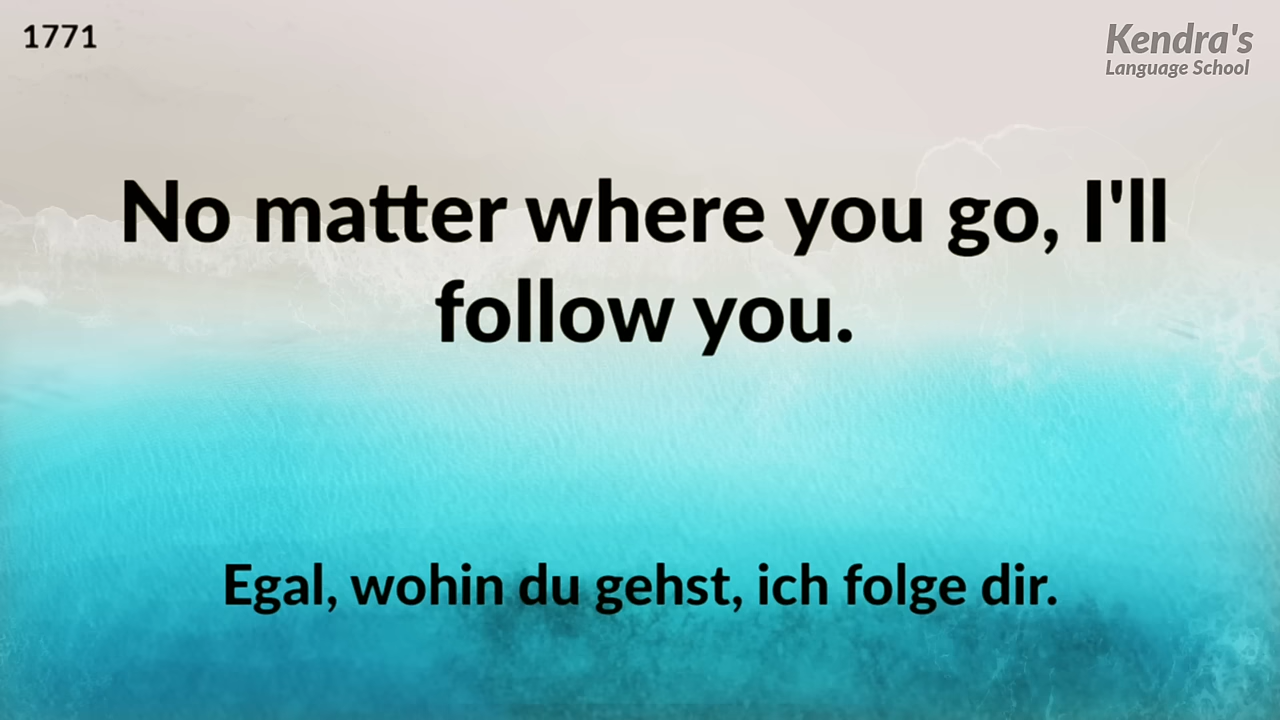 1771
Kendra's
Language School
No matter where you go, I'll
follow you.
Egal, wohin du gehst, ich folge dir.